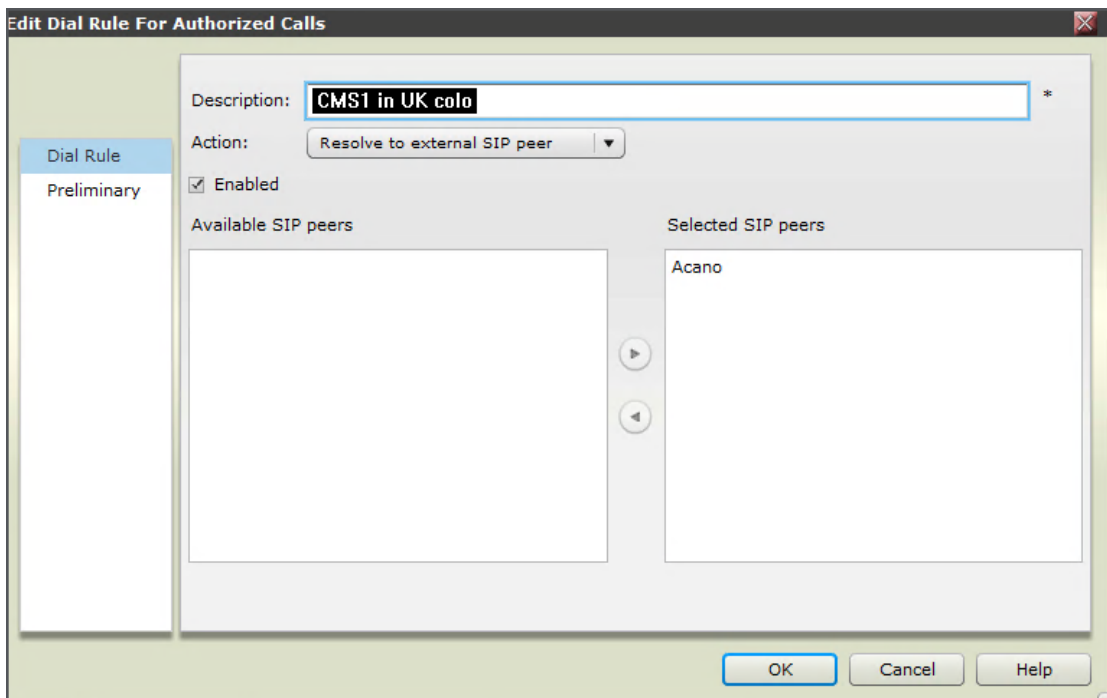 Edit Dial Rule For Authorized Calls
Description: CMS1 in UK colo *
Action: Resolve to external SIP peer
Dial Rule
Preliminary
Enabled
Available SIP peers Selected SIP peers
Acano
OK Cancel Help